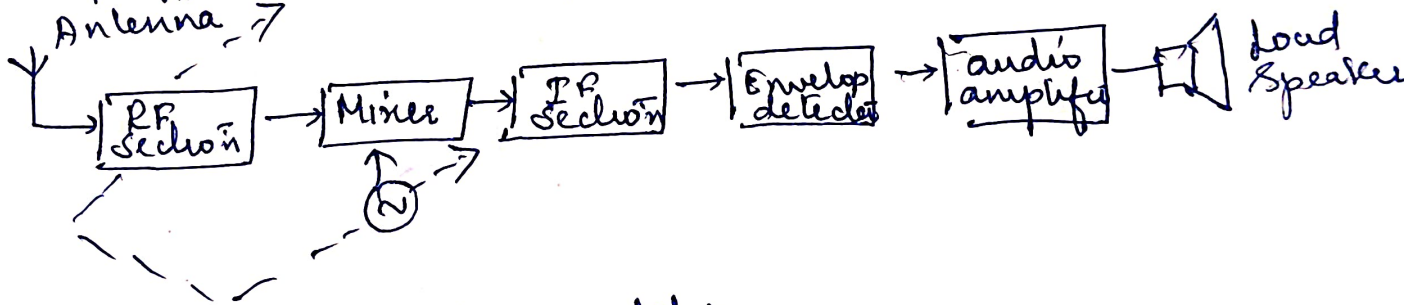 Antenna
RF
Section
Mixer
IF
Section
Envelop
detector
audio
amplifier
Loud
Speaker